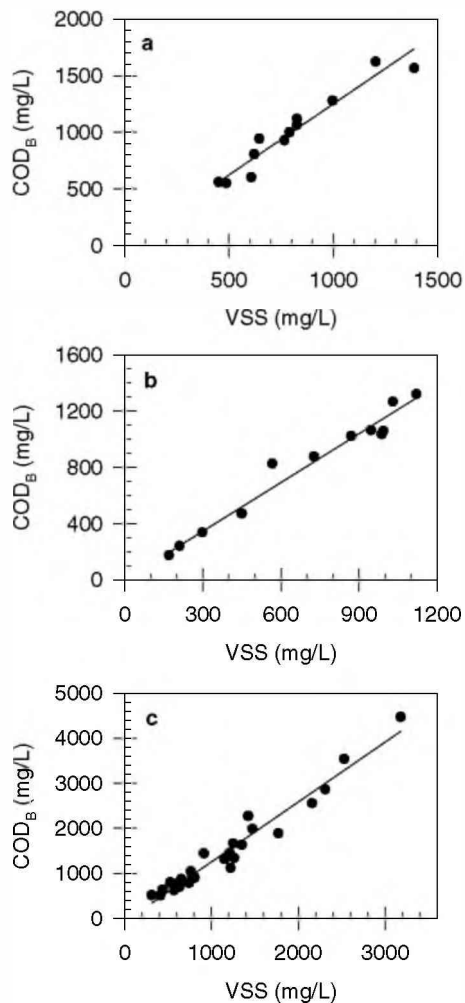 a
2000
1500
1000
500
0
COD_B (mg/L)
0 500 1000 1500
VSS (mg/L)
b
1600
1200
800
400
0
COD_B (mg/L)
0 300 600 900 1200
VSS (mg/L)
c
5000
4000
3000
2000
1000
0
COD_B (mg/L)
0 1000 2000 3000
VSS (mg/L)